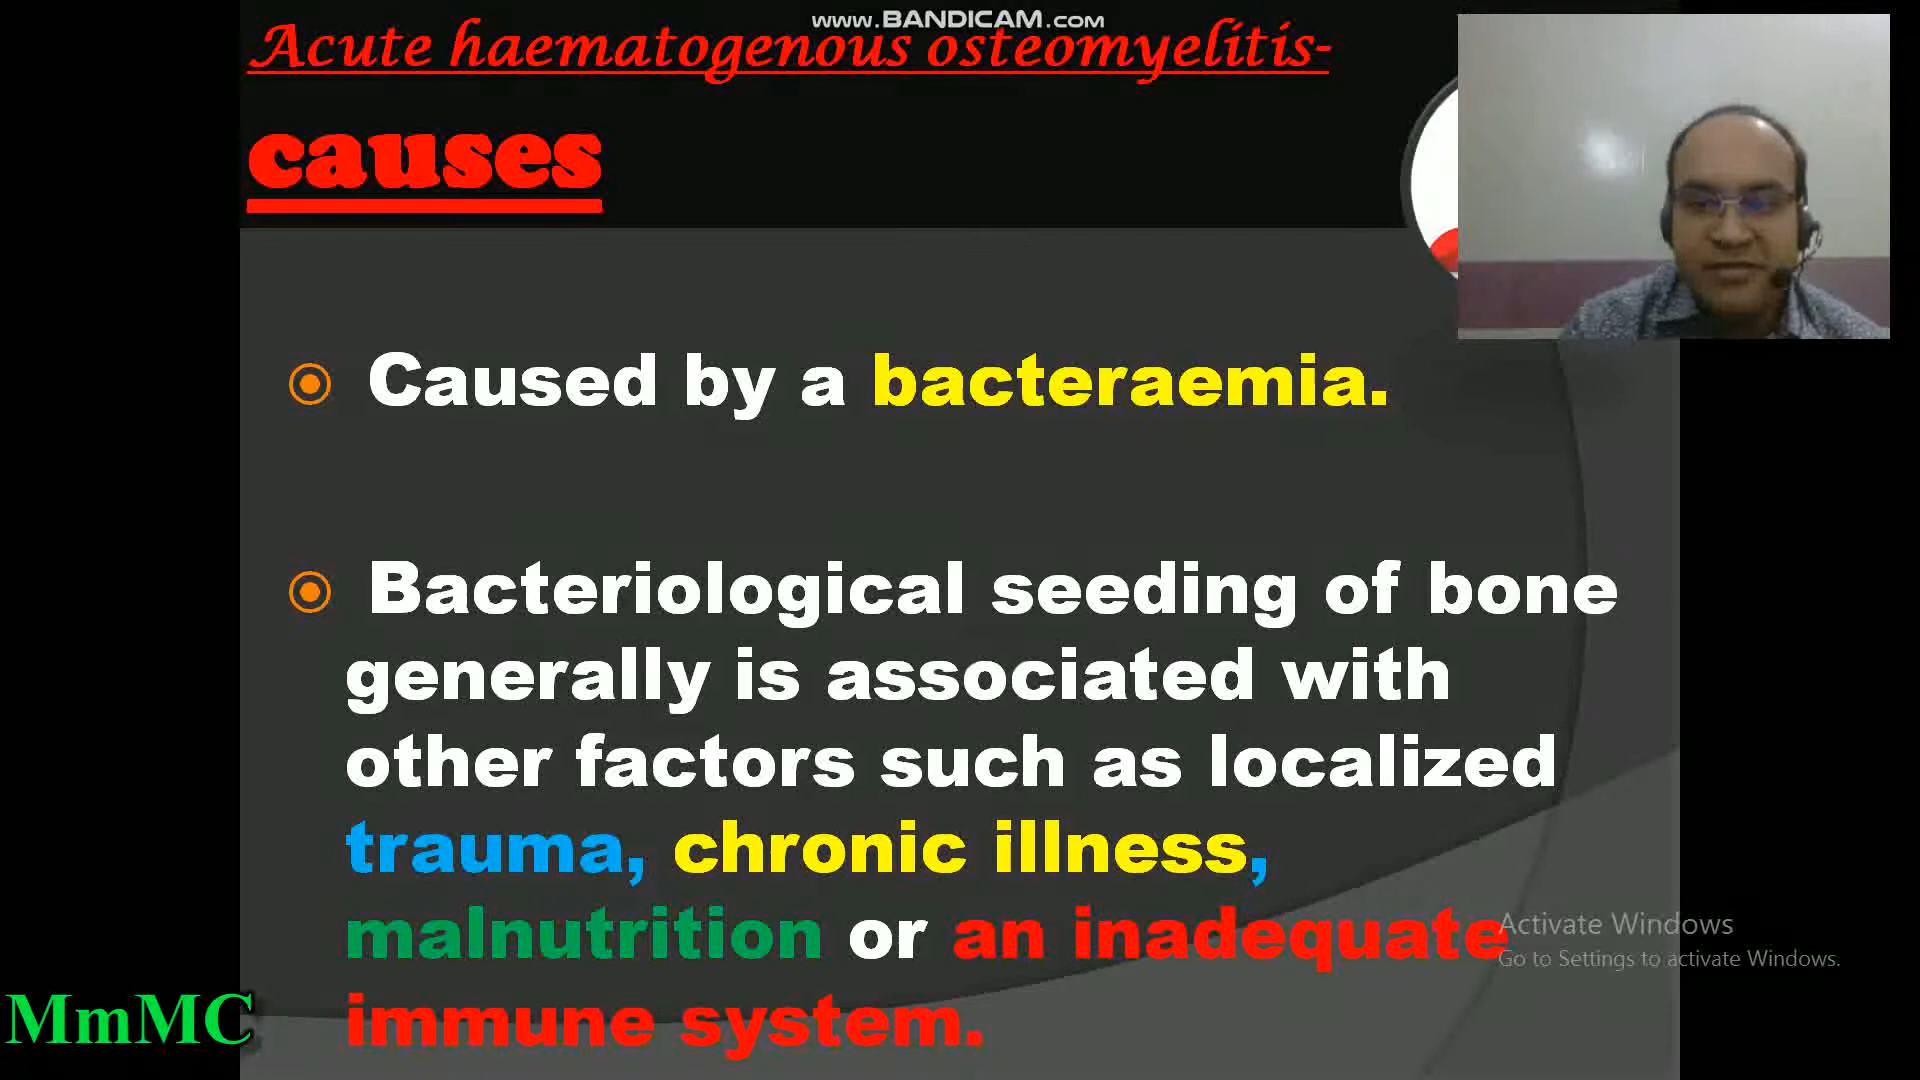 www.BANDICAM.com
Acute haematogenous osteomyelitis-
causes
Caused by a bacteraemia.
Bacteriological seeding of bone
generally is associated with
other factors such as localized
trauma, chronic illness,
malnutrition or an inadequate
immune system.
Activate Windows
Go to Settings to activate Windows.
MmMC